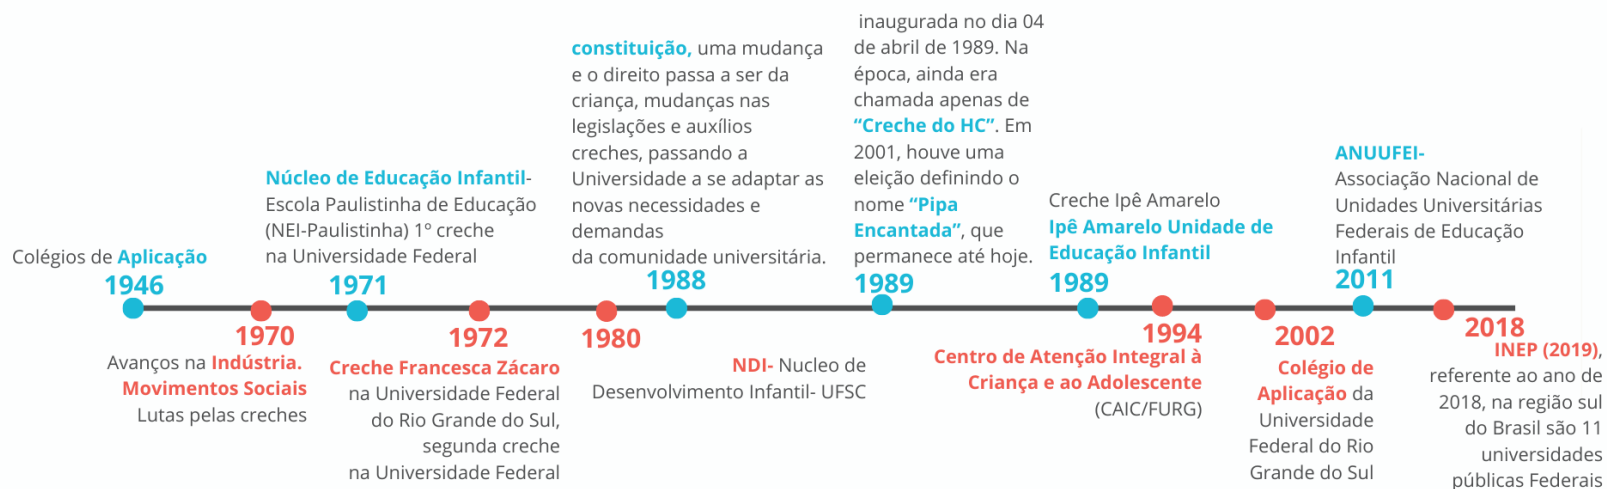 Colégios de Aplicação
1946
1970
Avanços na Indústria.
Movimentos Sociais
Lutas pelas creches
Núcleo de Educação Infantil-
Escola Paulistinha de Educação
(NEI-Paulistinha) 1º creche
na Universidade Federal
1971
1972
Creche Francesca Zácaro
na Universidade Federal
do Rio Grande do Sul,
segunda creche
na Universidade Federal
1980
NDI- Nucleo de
Desenvolvimento Infantil- UFSC
constituição, uma mudança
e o direito passa a ser da
criança, mudanças nas
legislações e auxílios
creches, passando a
Universidade a se adaptar as
novas necessidades e
demandas
da comunidade universitária.
1988
inaugurada no dia 04
de abril de 1989. Na
época, ainda era
chamada apenas de
“Creche do HC”. Em
2001, houve uma
eleição definindo o
nome “Pipa
Encantada”, que
permanece até hoje.
1989
Creche Ipê Amarelo
Ipê Amarelo Unidade de
Educação Infantil
1989
1994
Centro de Atenção Integral à
Criança e ao Adolescente
(CAIC/FURG)
2002
Colégio de
Aplicação da
Universidade
Federal do Rio
Grande do Sul
ANUUFEI-
Associação Nacional de
Unidades Universitárias
Federais de Educação
Infantil
2011
2018
INEP (2019),
referente ao ano de
2018, na região sul
do Brasil são 11
universidades
públicas Federais